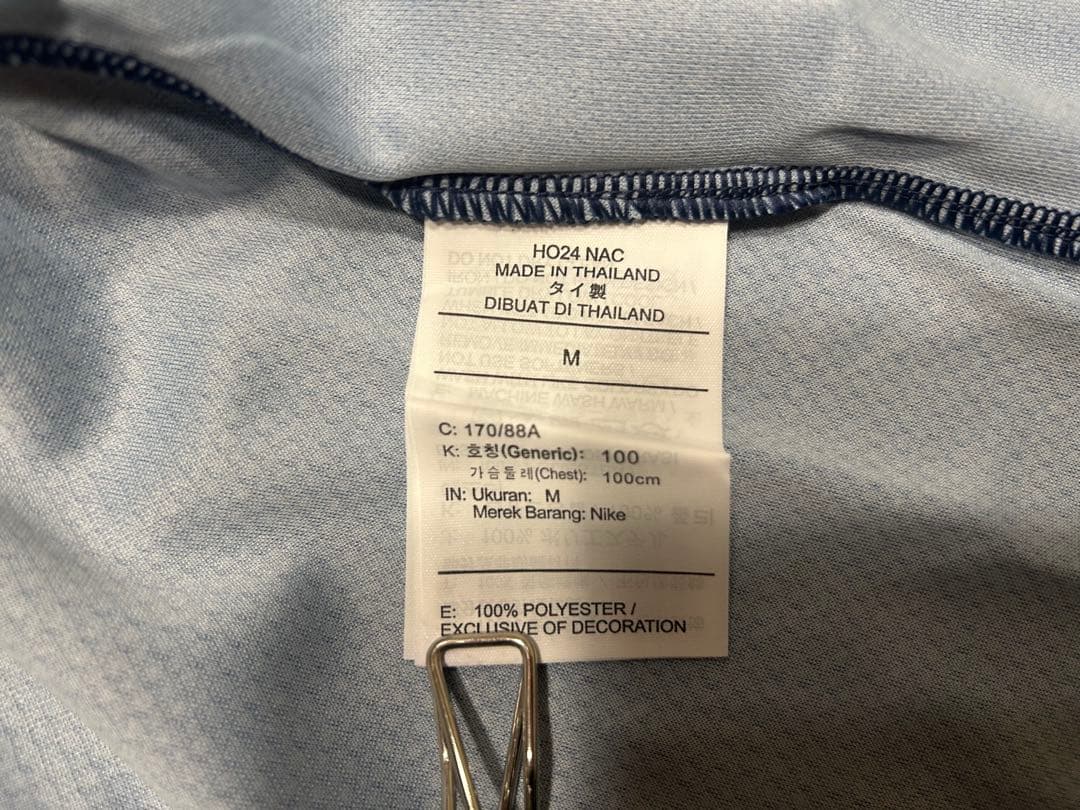 HO24 NAC
MADE IN THAILAND
タイ製
DIBUAT DI THAILAND
M
C: 170/88A
K: 호칭(Generic): 100
가슴둘레(Chest): 100cm
IN: Ukuran: M
Merek Barang: Nike
E: 100% POLYESTER /
EXCLUSIVE OF DECORATION